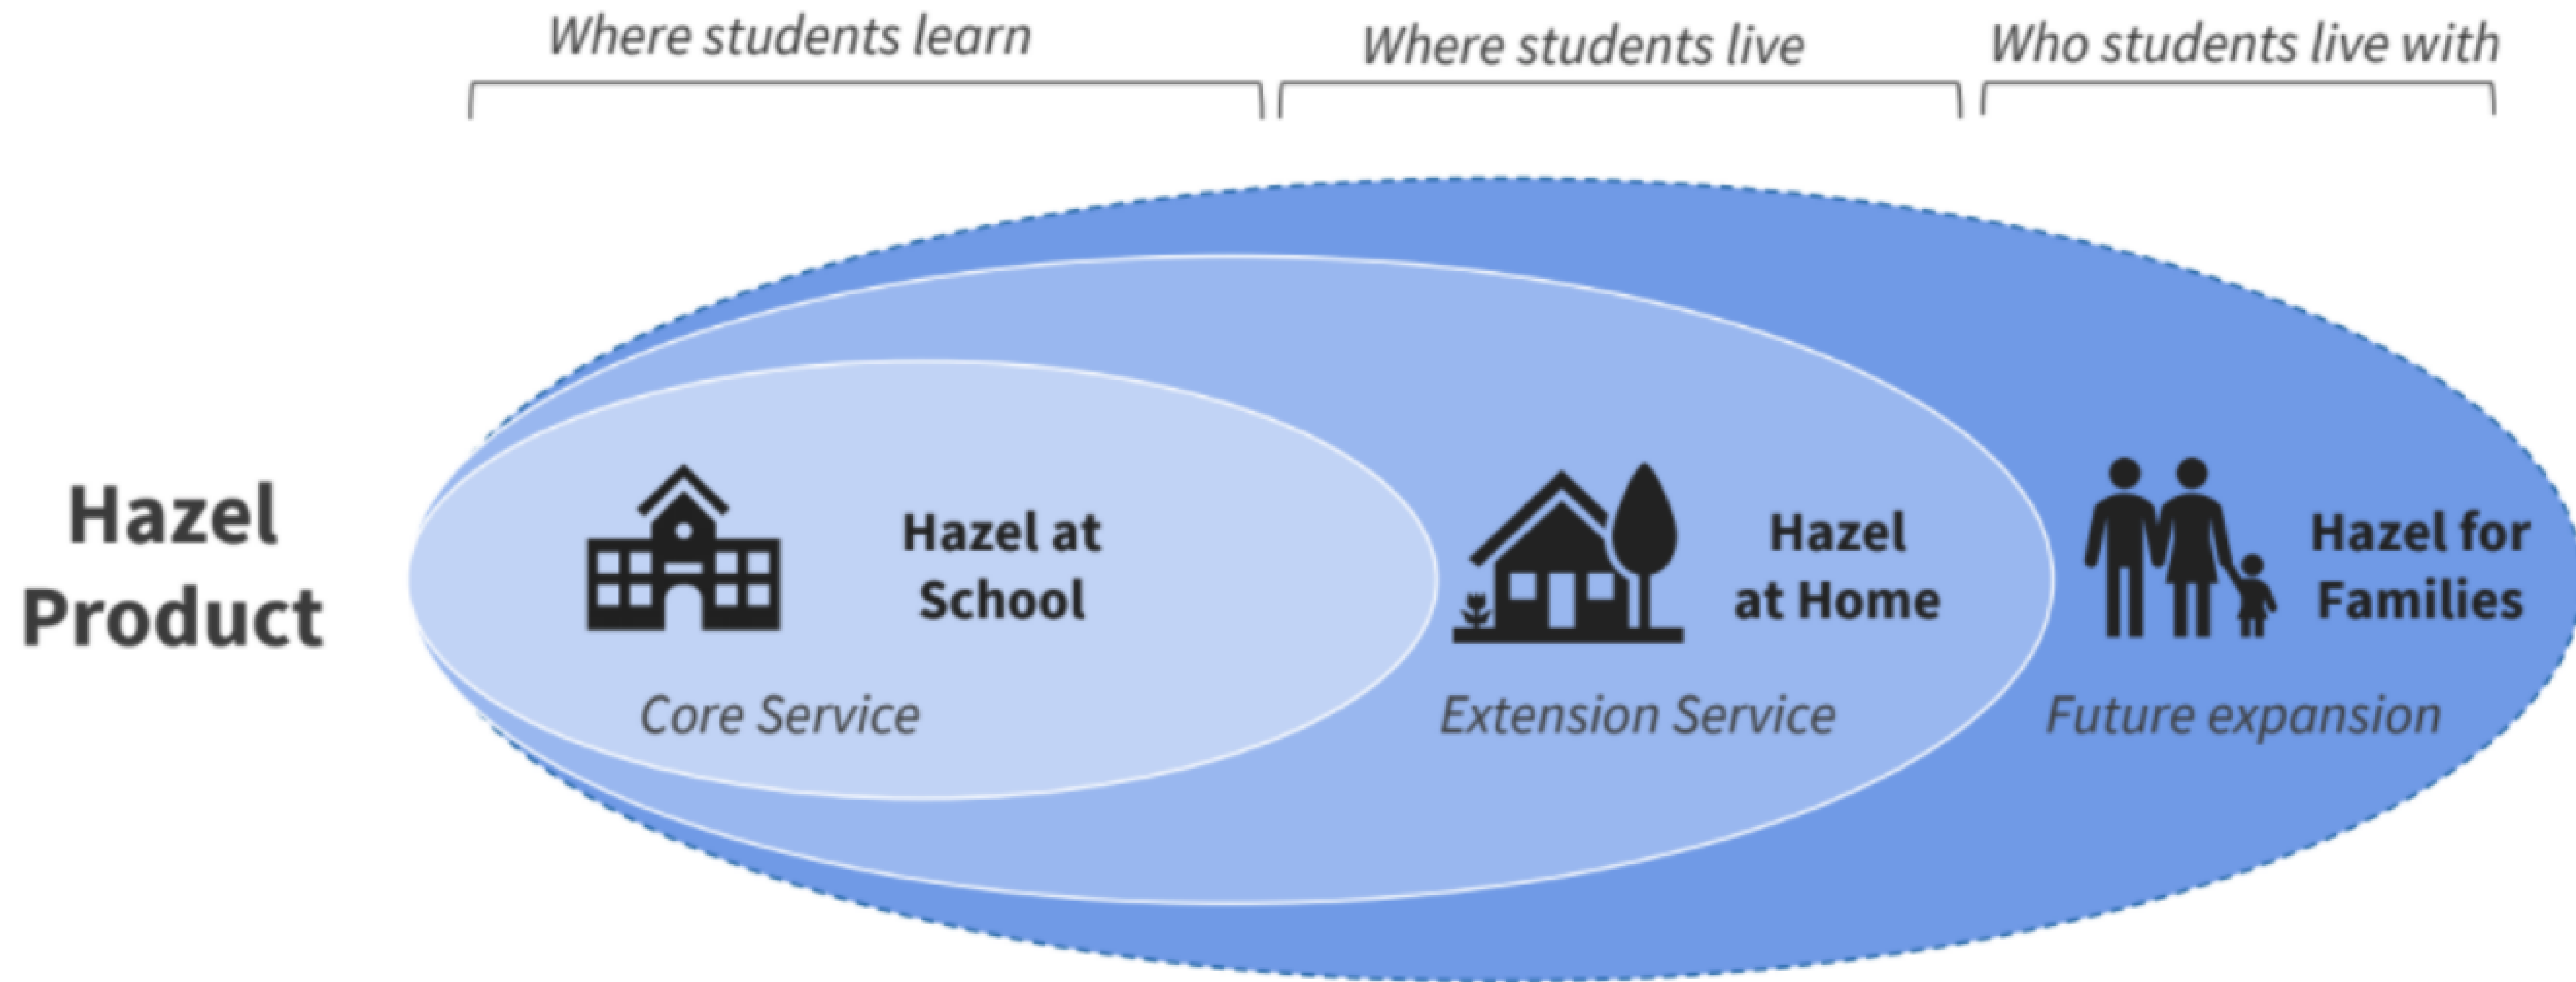 Where students learn
Where students live
Who students live with
Hazel
Product
Hazel at
School
Core Service
Hazel
at Home
Extension Service
Hazel for
Families
Future expansion